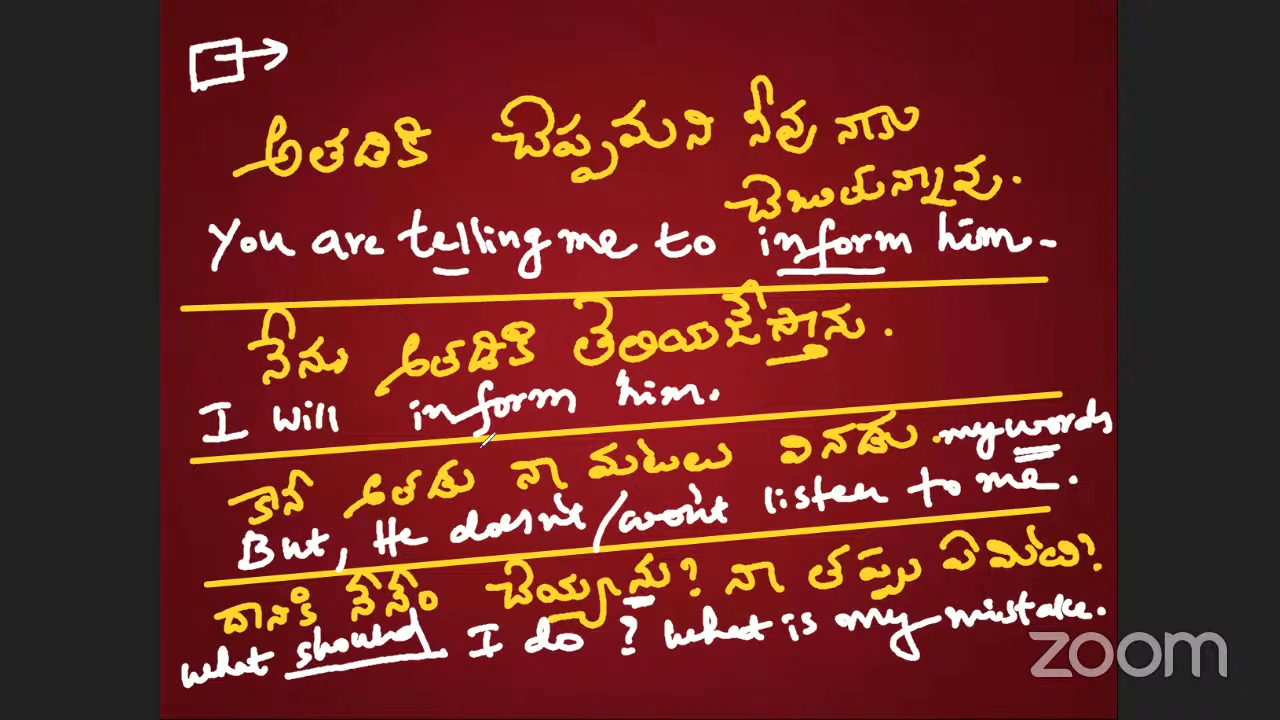 అతడికి చెప్పమని నీవు నాకు
చెబుతున్నావు.
You are telling me to inform him.
నేను అతడికి తెలియజేస్తాను.
I will inform him.
కానీ అతడు నా మాటలు వినడు. my words
But, He doesn't/won't listen to me.
దానికి నేనేం చెయ్యను? నా తప్పు ఏమిటి?
what should I do? What is my mistake.
zoom